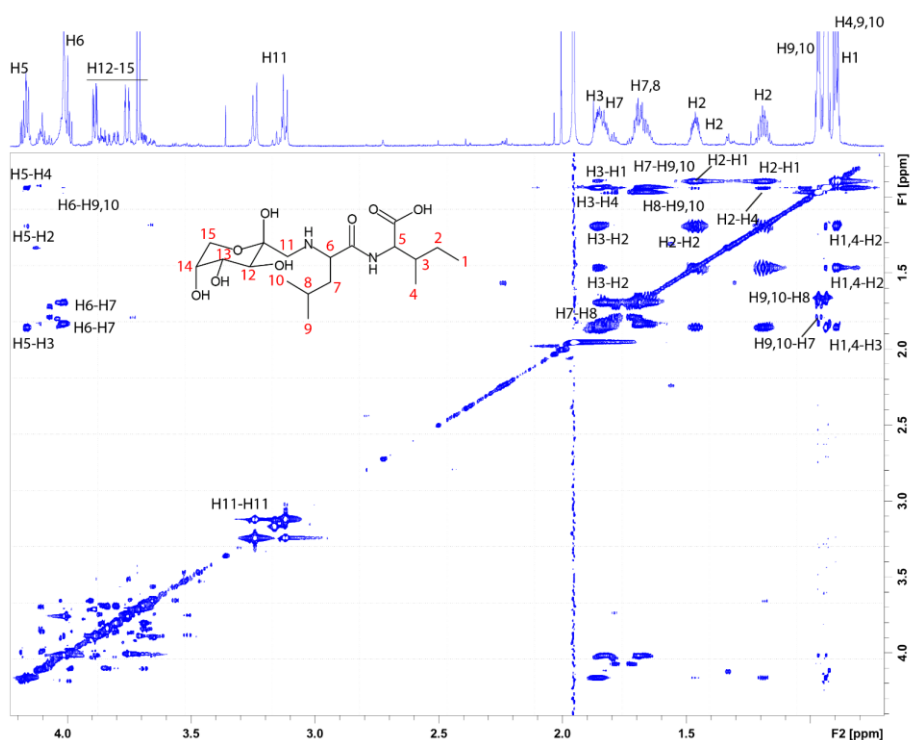 H4,9,10
H6
H9,10
H11
H1
H5
H12-15
H3
H7
H7,8
H2
H2
H2
F1 [ppm]
H5-H4
H3-H1
H7-H9,10
H2-H1
H2-H1
H6-H9,10
H3-H4
H8-H9,10
H2-H4
H5-H2
H3-H2
H2-H2
H1,4-H2
H3-H2
H1,4-H2
H6-H7
H9,10-H8
H6-H7
H7-H8
H5-H3
H9,10-H7
H1,4-H3
OH
O
OH
O
15
O
11
H
N
5
2
13
6
N
H
3
1
14
12
OH
10
8
7
4
OH
OH
9
H11-H11
1.0
1.5
2.0
2.5
3.0
3.5
4.0
4.0
3.5
3.0
2.5
2.0
1.5
F2 [ppm]